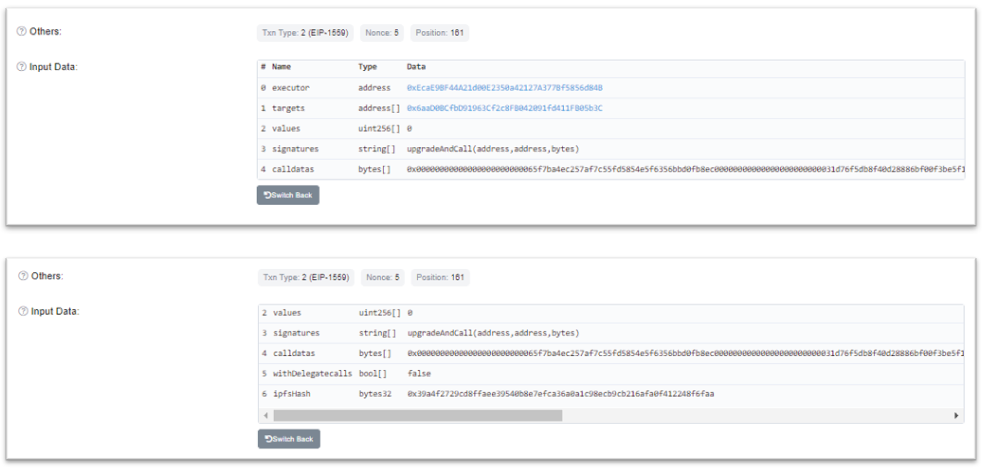 Others:
Txn Type: 2 (EIP-1559) Nonce: 5 Position: 161
Input Data:
# Name Type Data
0 executor address 0xEcaE9BF44A21d00E2350a42127A377Bf5856d84B
1 targets address[] 0x6aaD0BCfbD91963Cf2c8FB042091fd411FB05b3C
2 values uint256[] 0
3 signatures string[] upgradeAndCall(address,address,bytes)
4 calldatas bytes[]
Switch Back
Others:
Txn Type: 2 (EIP-1559) Nonce: 5 Position: 161
Input Data:
2 values uint256[] 0
3 signatures string[] upgradeAndCall(address,address,bytes)
4 calldatas bytes[]
5 withDelegatecalls bool[] false
6 ipfsHash bytes32 0x39a4f2729cd8ffaee39540b8e7efca36a0a1c98ecb9cb216afa0f412248f6faa
Switch Back